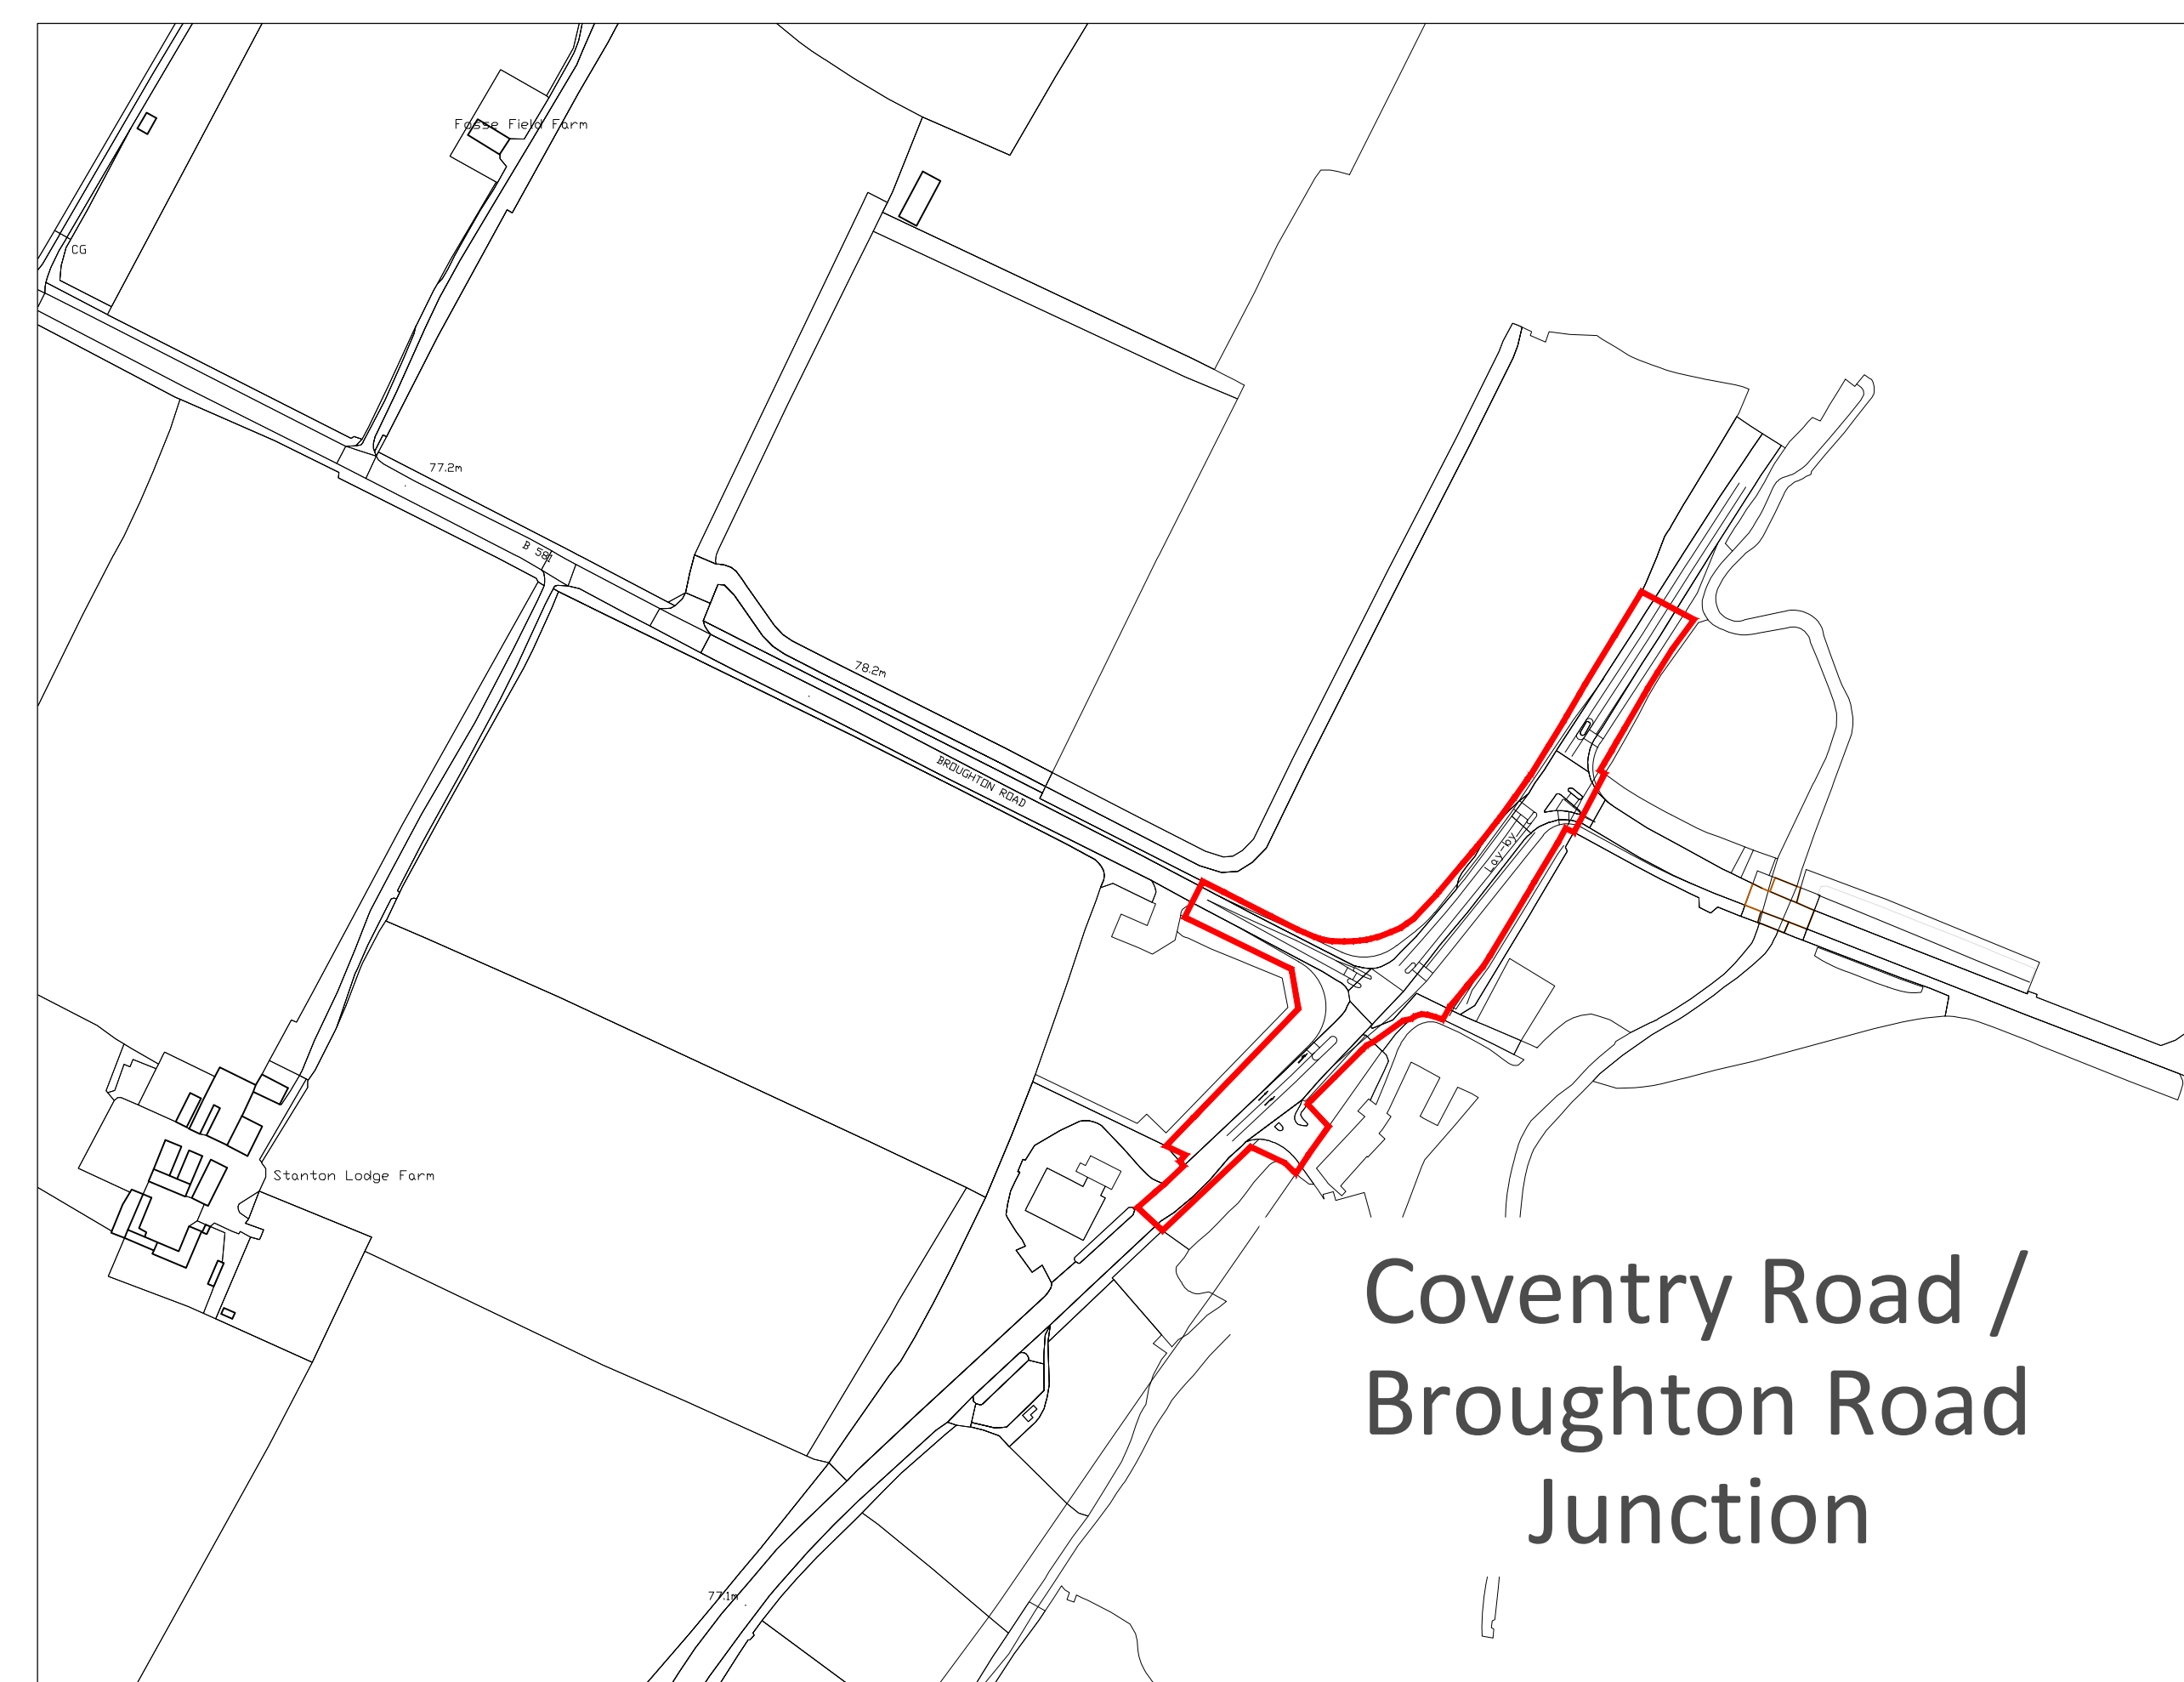 Fosse Field Farm
CG
77.2m
B 581
78.2m
BROUGHTON ROAD
Lay-by
Stanton Lodge Farm
Coventry Road /
Broughton Road
Junction
77.1m